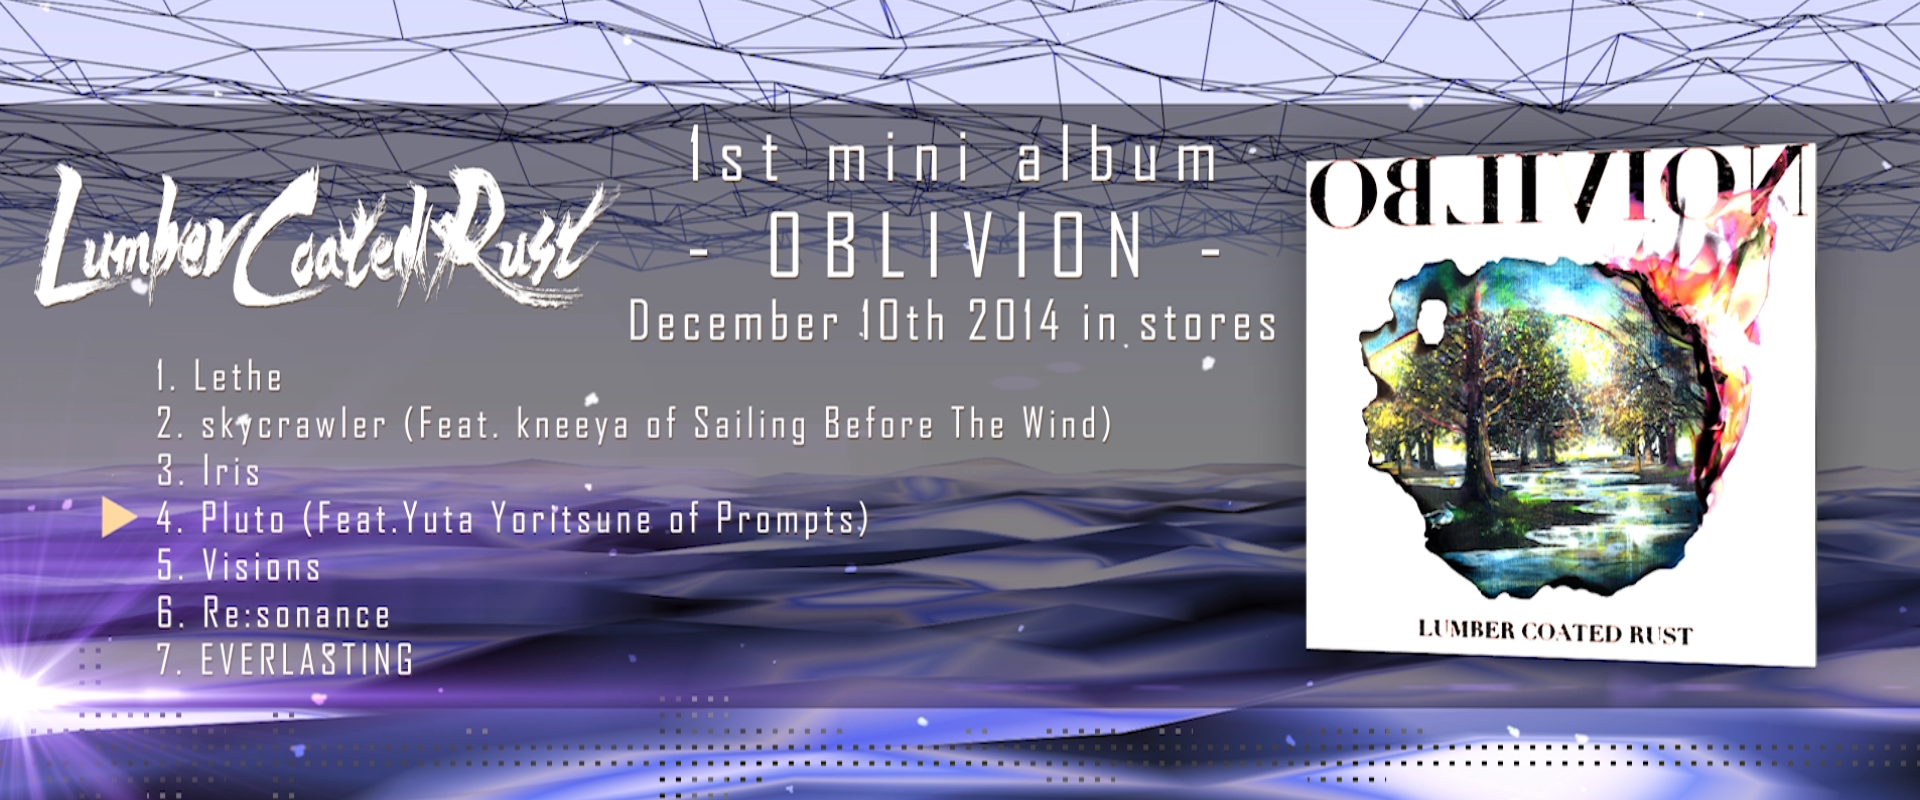 Lumber Coated Rust
1st mini album
- OBLIVION -
December 10th 2014 in stores
1. Lethe
2. skycrawler (Feat. kneeya of Sailing Before The Wind)
3. Iris
4. Pluto (Feat.Yuta Yoritsune of Prompts)
5. Visions
6. Re:sonance
7. EVERLASTING
OBLIVION
LUMBER COATED RUST